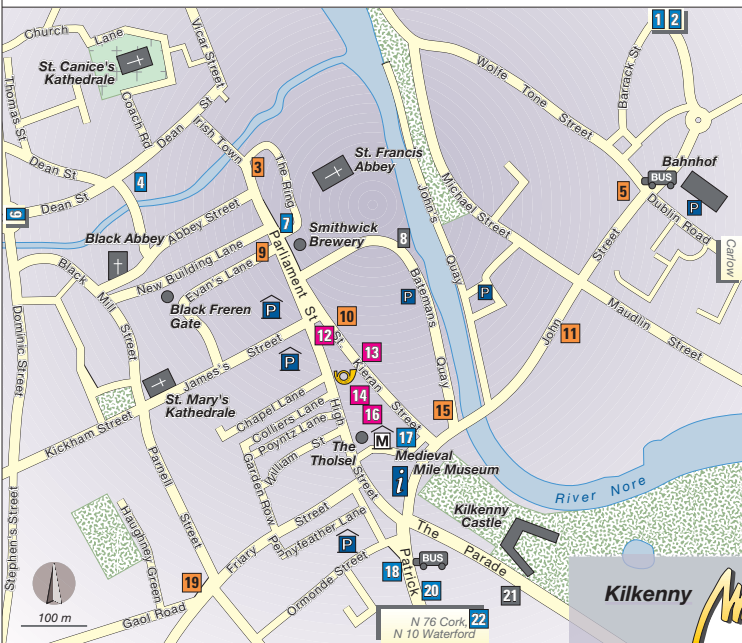 Church Lane
Vicar Street
1 2
Wolfe Tone Street
Barrack St
St. Canice's
Kathedrale
Thomas St
Coach Rd
Dean St
Irish Town
St. Francis
Abbey
Bahnhof
BUS
P
5
3
The Ring
4
Dean St
Dean St
6
John's Quay
Michael Street
Dublin Road
Carlow
7
Abbey Street
Smithwick
Brewery
8
Black Abbey
New Building Lane
9
Evan's Lane
Parliament St
Black Mill Street
Black Freren
Gate
P
P
P
Bateman's Quay
John Street
Maudlin Street
10
11
12
13
Dominic Street
James's Street
P
St. Kieran Street
St. Mary's
Kathedrale
14
16
15
Chapel Lane
Colliers Lane
Poyntz Lane
William St
High Street
Kickham Street
The
Tholsel
M
17
Medieval
Mile Museum
i
River Nore
Parnell Street
Garden Row
Pennyfeather Lane
Kilkenny
Castle
The Parade
Stephen's Street
Haughney Green
Friary Street
P
Ormonde Street
Patrick
BUS
18
20
21
19
Kilkenny
100 m
Gaol Road
N 76 Cork, 22
N 10 Waterford